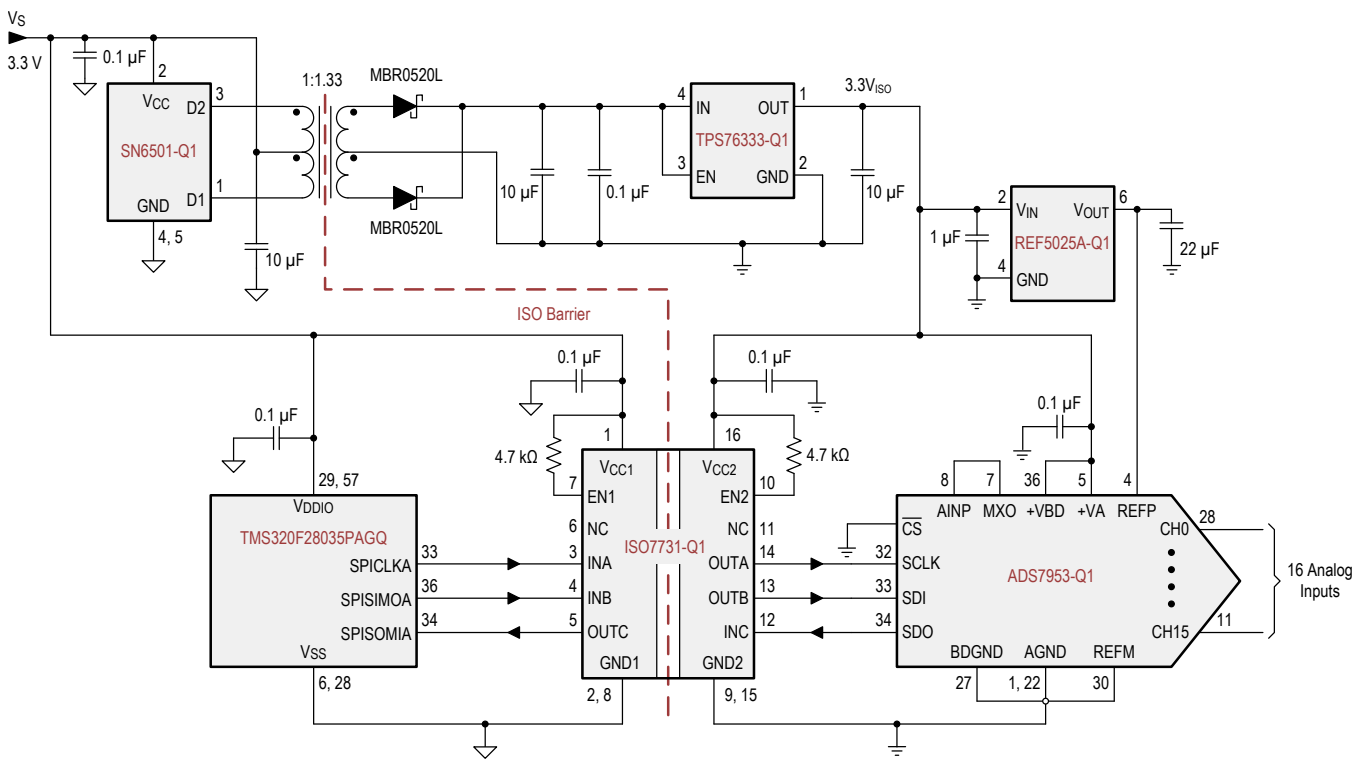 VS
3.3 V
0.1 µF
2
VCC
D2
3
SN6501-Q1
D1
1
GND
4, 5
10 µF
1:1.33
MBR0520L
MBR0520L
10 µF
0.1 µF
4
IN
OUT
1
TPS76333-Q1
3
EN
GND
2
3.3VISO
10 µF
1 µF
2
VIN
VOUT
6
REF5025A-Q1
4
GND
22 µF
ISO Barrier
0.1 µF
0.1 µF
0.1 µF
0.1 µF
4.7 kΩ
4.7 kΩ
29, 57
VDDIO
TMS320F28035PAGQ
SPICLKA
33
SPISIMOA
36
SPISOMIA
34
VSS
6, 28
1
VCC1
7
EN1
6
NC
3
INA
4
INB
5
OUTC
GND1
2, 8
ISO7731-Q1
16
VCC2
EN2
10
NC
11
OUTA
14
OUTB
13
INC
12
GND2
9, 15
8
7
36
5
4
AINP
MXO
+VBD
+VA
REFP
CS
32
SCLK
33
SDI
34
SDO
ADS7953-Q1
CH0
28
CH15
11
16 Analog
Inputs
BDGND
AGND
REFM
27
1, 22
30